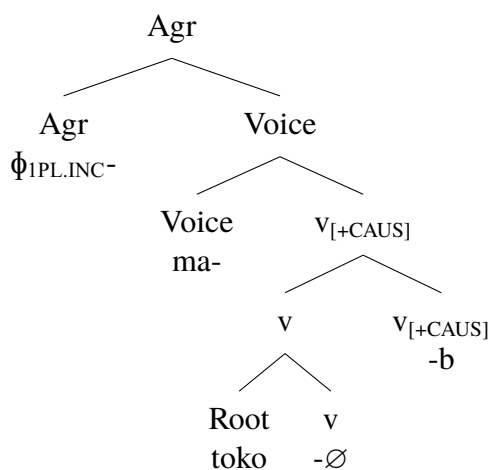 Agr
Agr Voice
ϕ1PL.INC-
Voice v[+CAUS]
ma-
v v[+CAUS]
-b
Root v
toko -∅